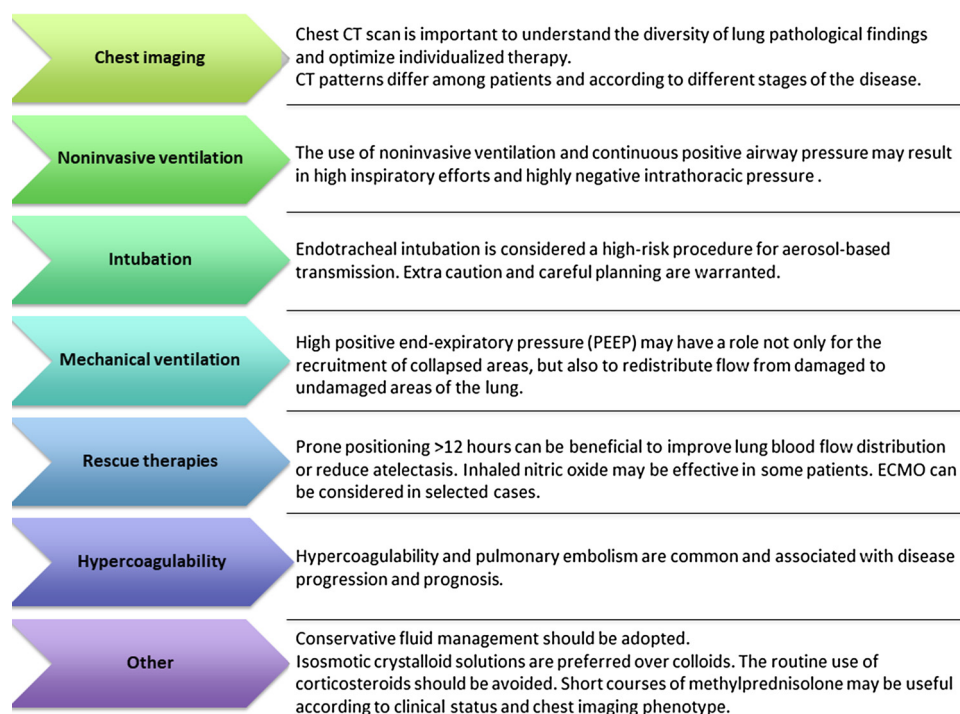 Chest imaging
Chest CT scan is important to understand the diversity of lung pathological findings
and optimize individualized therapy.
CT patterns differ among patients and according to different stages of the disease.
Noninvasive ventilation
The use of noninvasive ventilation and continuous positive airway pressure may result
in high inspiratory efforts and highly negative intrathoracic pressure .
Intubation
Endotracheal intubation is considered a high-risk procedure for aerosol-based
transmission. Extra caution and careful planning are warranted.
Mechanical ventilation
High positive end-expiratory pressure (PEEP) may have a role not only for the
recruitment of collapsed areas, but also to redistribute flow from damaged to
undamaged areas of the lung.
Rescue therapies
Prone positioning >12 hours can be beneficial to improve lung blood flow distribution
or reduce atelectasis. Inhaled nitric oxide may be effective in some patients. ECMO can
be considered in selected cases.
Hypercoagulability
Hypercoagulability and pulmonary embolism are common and associated with disease
progression and prognosis.
Other
Conservative fluid management should be adopted.
Isosmotic crystalloid solutions are preferred over colloids. The routine use of
corticosteroids should be avoided. Short courses of methylprednisolone may be useful
according to clinical status and chest imaging phenotype.